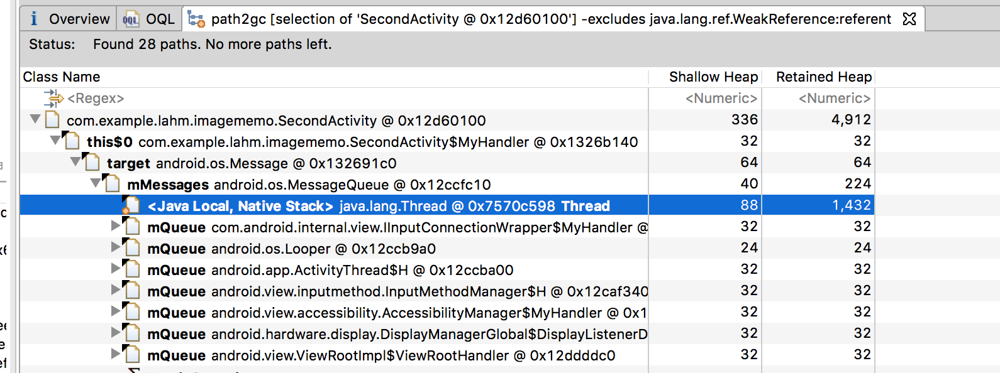 Overview OQL path2gc [selection of 'SecondActivity @ 0x12d60100'] -excludes java.lang.ref.WeakReference:referent
Status: Found 28 paths. No more paths left.
Class Name Shallow Heap Retained Heap
<Regex> <Numeric> <Numeric>
com.example.lahm.imagememo.SecondActivity @ 0x12d60100 336 4,912
this$0 com.example.lahm.imagememo.SecondActivity$MyHandler @ 0x1326b140 32 32
target android.os.Message @ 0x132691c0 64 64
mMessages android.os.MessageQueue @ 0x12ccfc10 40 224
<Java Local, Native Stack> java.lang.Thread @ 0x7570c598 Thread 88 1,432
mQueue com.android.internal.view.IInputConnectionWrapper$MyHandler @ 32 32
mQueue android.os.Looper @ 0x12ccb9a0 24 24
mQueue android.app.ActivityThread$H @ 0x12ccba00 32 32
mQueue android.view.inputmethod.InputMethodManager$H @ 0x12caf340 32 32
mQueue android.view.accessibility.AccessibilityManager$MyHandler @ 0x1 32 32
mQueue android.hardware.display.DisplayManagerGlobal$DisplayListenerD 32 32
mQueue android.view.ViewRootImpl$ViewRootHandler @ 0x12ddddc0 32 32